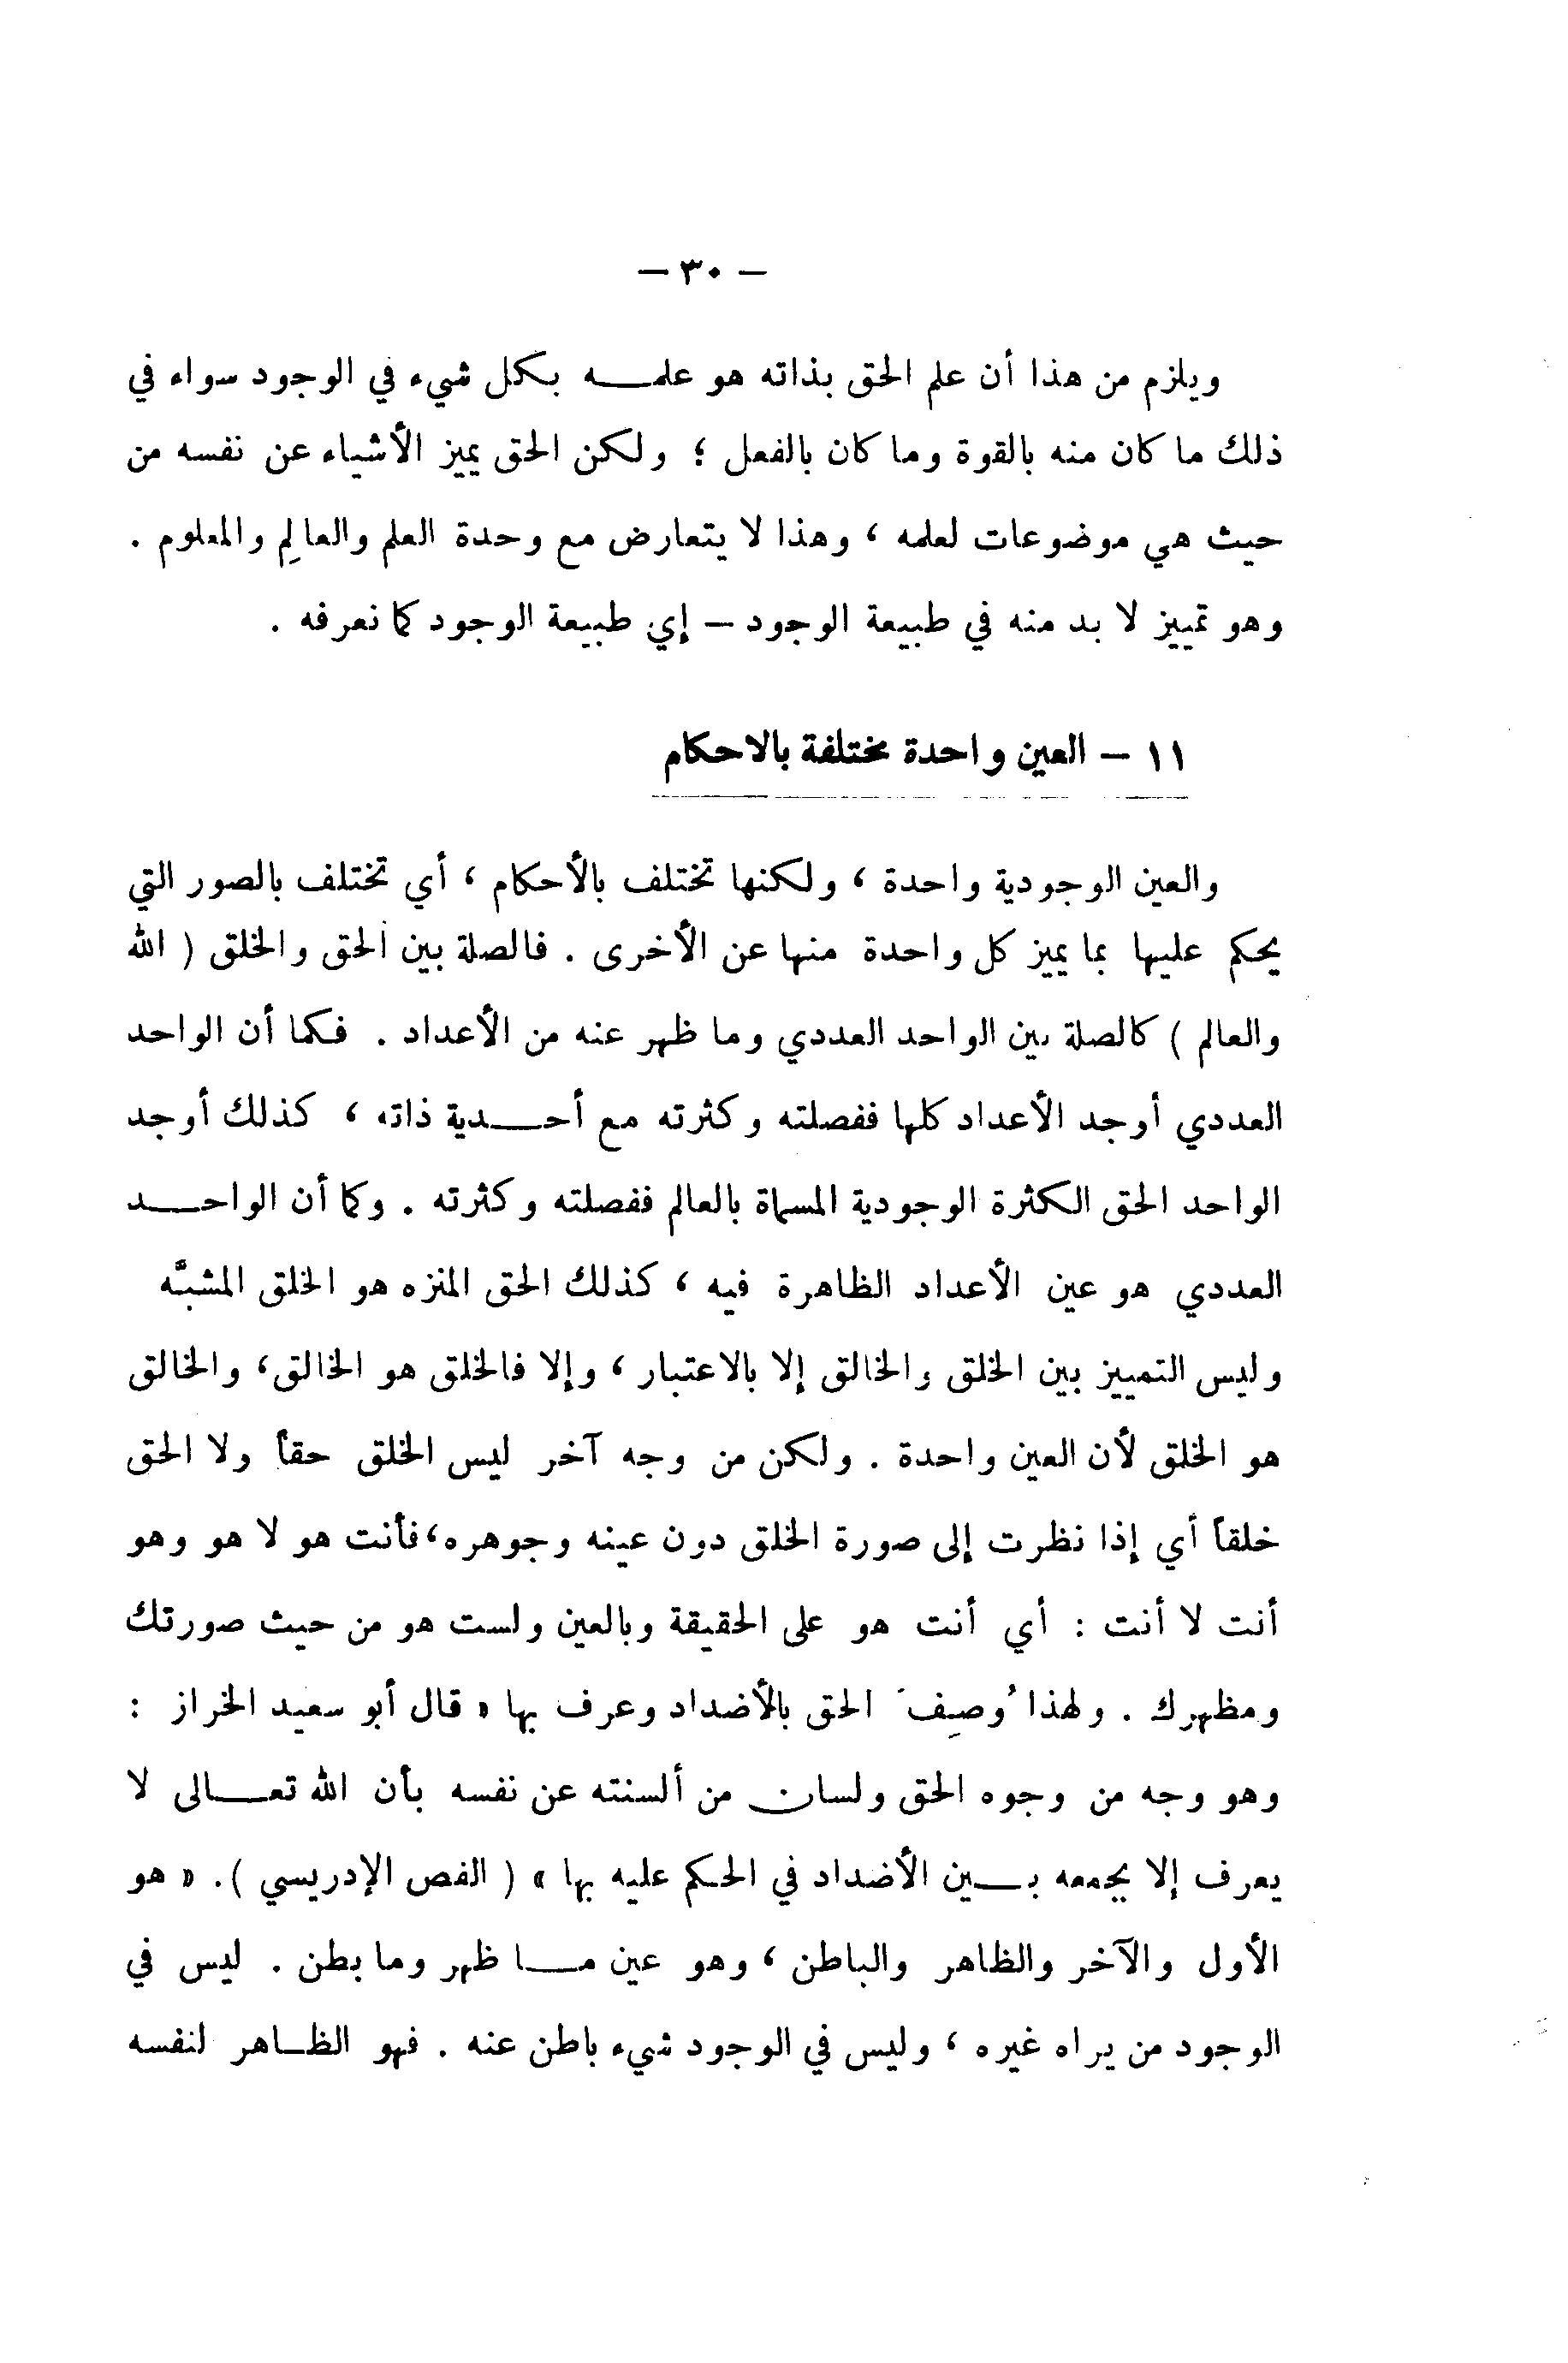 — ٣٠ —
ويلزم من هذا أن علم الحق بذاته هو علمه بكل شيء في الوجود سواء في
ذلك ما كان منه بالقوة وما كان بالفعل ؛ ولكن الحق يميز الأشياء عن نفسه من
حيث هي موضوعات لعلمه ، وهذا لا يتعارض مع وحدة العلم والعالِم والمعلوم .
وهو تمييز لا بد منه في طبيعة الوجود – إي طبيعة الوجود كما نعرفه .
١١ – العين واحدة مختلفة بالاحكام
والعين الوجودية واحدة ، ولكنها تختلف بالأحكام ، أي تختلف بالصور التي
يحكم عليها بما يميز كل واحدة منها عن الأخرى . فالصلة بين الحق والخلق ( الله
والعالم ) كالصلة بين الواحد العددي وما ظهر عنه من الأعداد . فكما أن الواحد
العددي أوجد الأعداد كلها ففصلته وكثرته مع أحدية ذاته ، كذلك أوجد
الواحد الحق الكثرة الوجودية المسماة بالعالم ففصلته وكثرته . وكما أن الواحد
العددي هو عين الأعداد الظاهرة فيه ، كذلك الحق المنزه هو الخلق المشبَّه
وليس التمييز بين الخلق والخالق إلا بالاعتبار ، وإلا فالخلق هو الخالق، والخالق
هو الخلق لأن العين واحدة . ولكن من وجه آخر ليس الخلق حقاً ولا الحق
خلقاً أي إذا نظرت إلى صورة الخلق دون عينه وجوهره،فأنت هو لا هو وهو
أنت لا أنت : أي أنت هو على الحقيقة وبالعين ولست هو من حيث صورتك
ومظهرك . ولهذا وُصِفَ الحق بالأضداد وعرف بها « قال أبو سعيد الخراز :
وهو وجه من وجوه الحق ولسان من ألسنته عن نفسه بأن الله تعالى لا
يعرف إلا بجمعه بين الأضداد في الحكم عليه بها » ( الفص الإدريسي ). « هو
الأول والآخر والظاهر والباطن ، وهو عين ما ظهر وما بطن . ليس في
الوجود من يراه غيره ، وليس في الوجود شيء باطن عنه . فهو الظاهر لنفسه